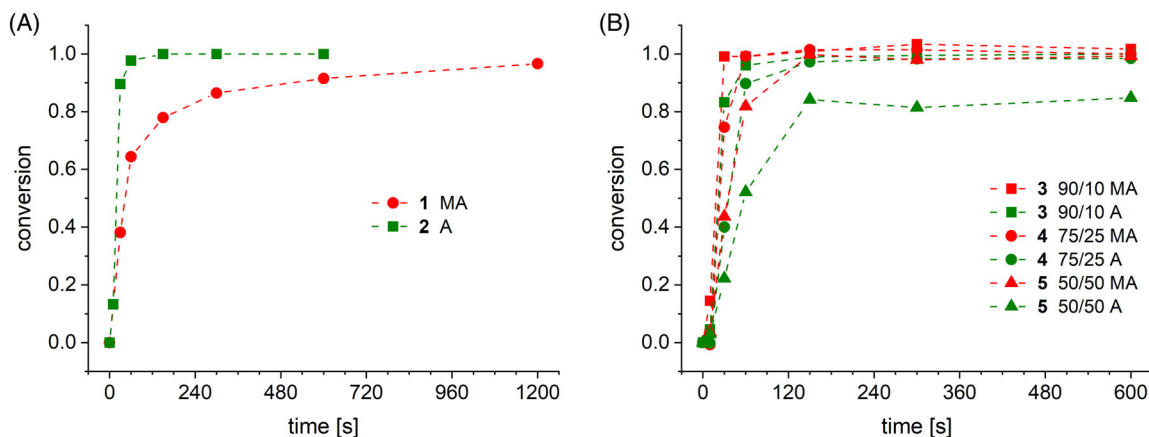 (A)
conversion
1.0
0.8
0.6
0.4
0.2
0.0
1 MA
2 A
0 240 480 720 960 1200
time [s]
(B)
conversion
1.0
0.8
0.6
0.4
0.2
0.0
3 90/10 MA
3 90/10 A
4 75/25 MA
4 75/25 A
5 50/50 MA
5 50/50 A
0 120 240 360 480 600
time [s]